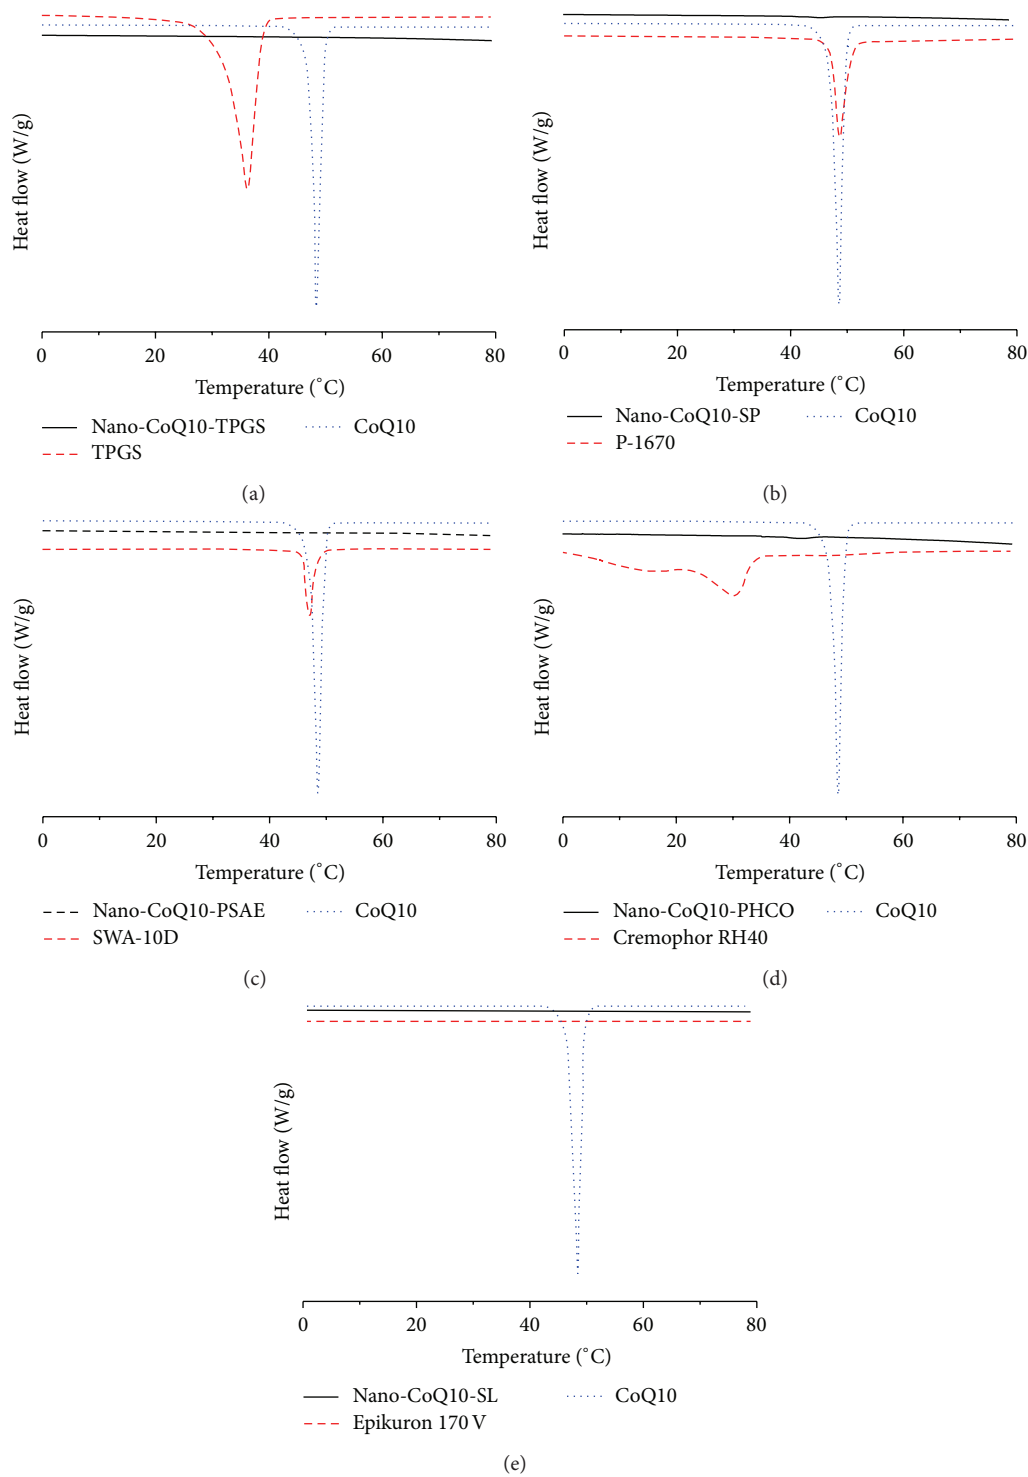 Heat flow (W/g)
0 20 40 60 80
Temperature (˚C)
Nano-CoQ10-TPGS CoQ10
TPGS
(a)
Heat flow (W/g)
0 20 40 60 80
Temperature (˚C)
Nano-CoQ10-SP CoQ10
P-1670
(b)
Heat flow (W/g)
0 20 40 60 80
Temperature (˚C)
Nano-CoQ10-PSAE CoQ10
SWA-10D
(c)
Heat flow (W/g)
0 20 40 60 80
Temperature (˚C)
Nano-CoQ10-PHCO CoQ10
Cremophor RH40
(d)
Heat flow (W/g)
0 20 40 60 80
Temperature (˚C)
Nano-CoQ10-SL CoQ10
Epikuron 170 V
(e)